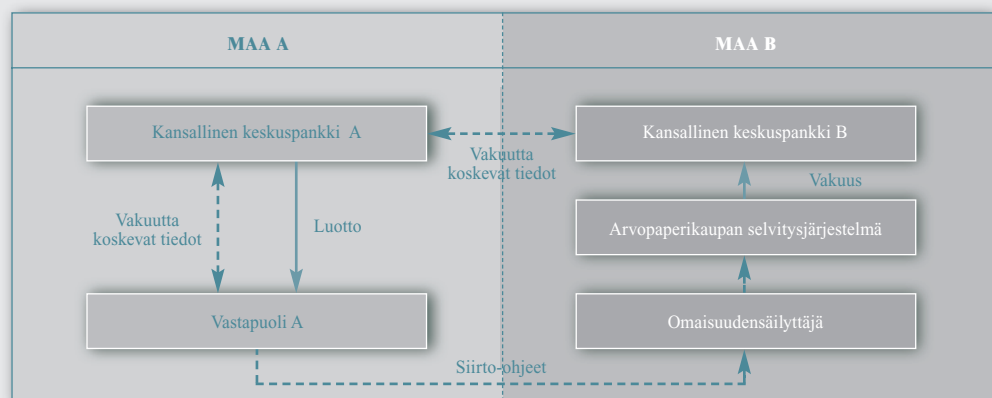 MAA A
MAA B
Kansallinen keskuspankki A
Kansallinen keskuspankki B
Vakuutta
koskevat tiedot
Vakuus
Vakuutta
koskevat tiedot
Luotto
Arvopaperikaupan selvitysjärjestelmä
Vastapuoli A
Omaisuudensäilyttäjä
Siirto-ohjeet